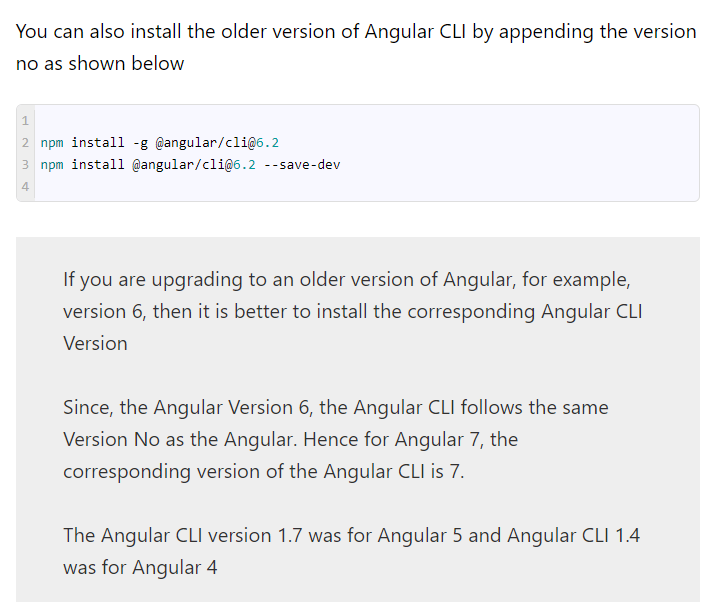 You can also install the older version of Angular CLI by appending the version
no as shown below
1
2 npm install -g @angular/cli@6.2
3 npm install @angular/cli@6.2 --save-dev
4
If you are upgrading to an older version of Angular, for example,
version 6, then it is better to install the corresponding Angular CLI
Version
Since, the Angular Version 6, the Angular CLI follows the same
Version No as the Angular. Hence for Angular 7, the
corresponding version of the Angular CLI is 7.
The Angular CLI version 1.7 was for Angular 5 and Angular CLI 1.4
was for Angular 4